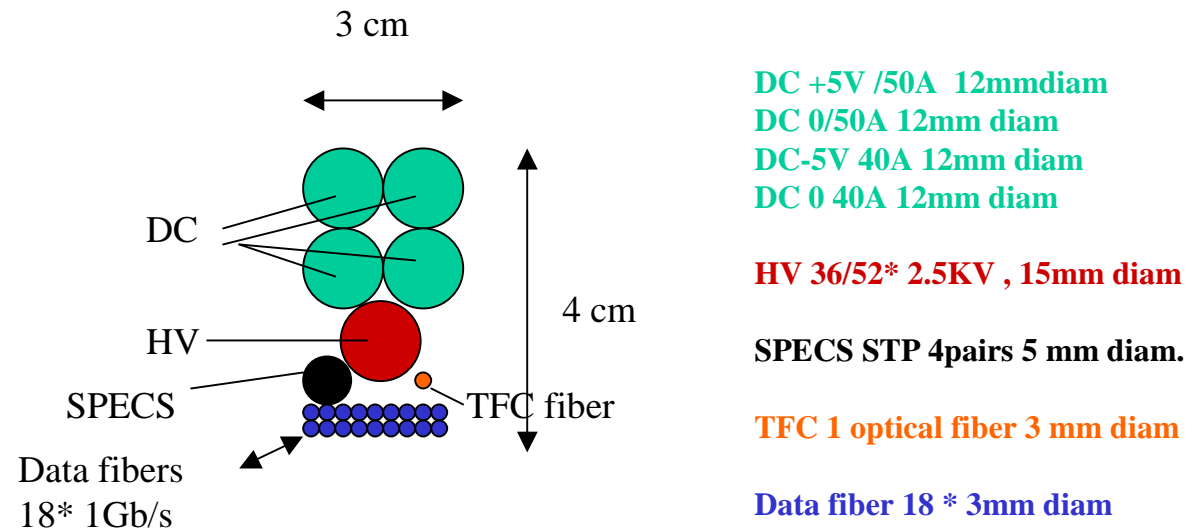 3 cm
DC
HV
SPECS
Data fibers
18* 1Gb/s
4 cm
TFC fiber
DC +5V /50A 12mmdiam
DC 0/50A 12mm diam
DC-5V 40A 12mm diam
DC 0 40A 12mm diam
HV 36/52* 2.5KV , 15mm diam
SPECS STP 4pairs 5 mm diam.
TFC 1 optical fiber 3 mm diam
Data fiber 18 * 3mm diam